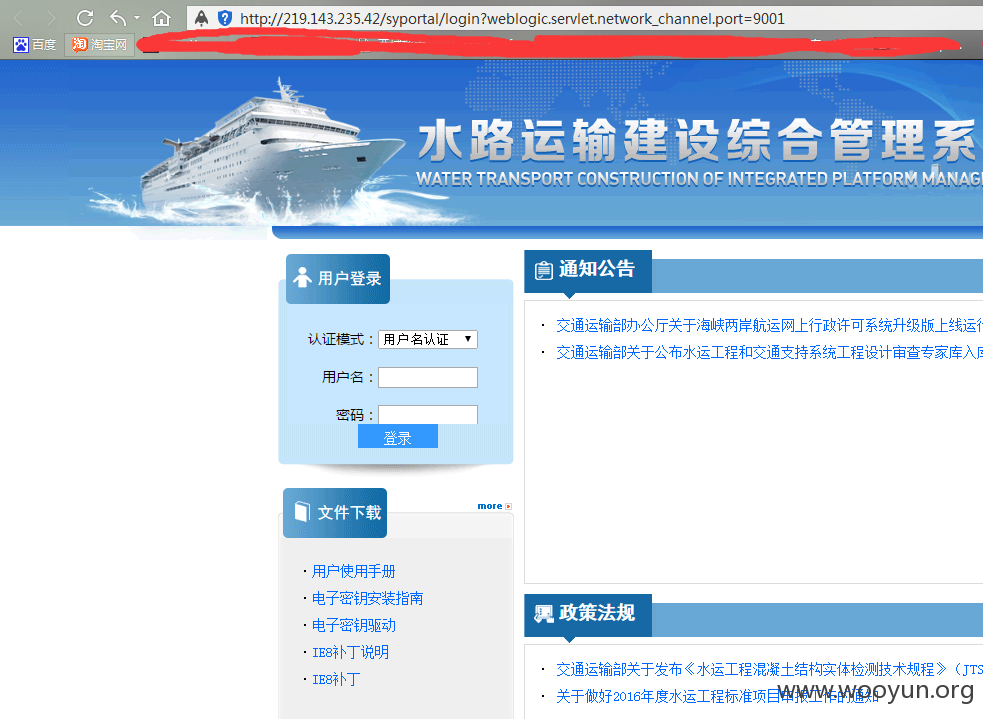 http://219.143.235.42/syportal/login?weblogic.servlet.network_channel.port=9001
百度 淘宝网
水路运输建设综合管理系
WATER TRANSPORT CONSTRUCTION OF INTEGRATED PLATFORM MANAG
用户登录
认证模式： 用户名认证
用户名：
密码：
登录
文件下载
more
· 用户使用手册
· 电子密钥安装指南
· 电子密钥驱动
· IE8补丁说明
· IE8补丁
通知公告
· 交通运输部办公厅关于海峡两岸航运网上行政许可系统升级版上线运行
· 交通运输部关于公布水运工程和交通支持系统工程设计审查专家库入库
政策法规
· 交通运输部关于发布《水运工程混凝土结构实体检测技术规程》（JTS
· 关于做好2016年度水运工程标准项目申报工作的通知
www.wooyun.org